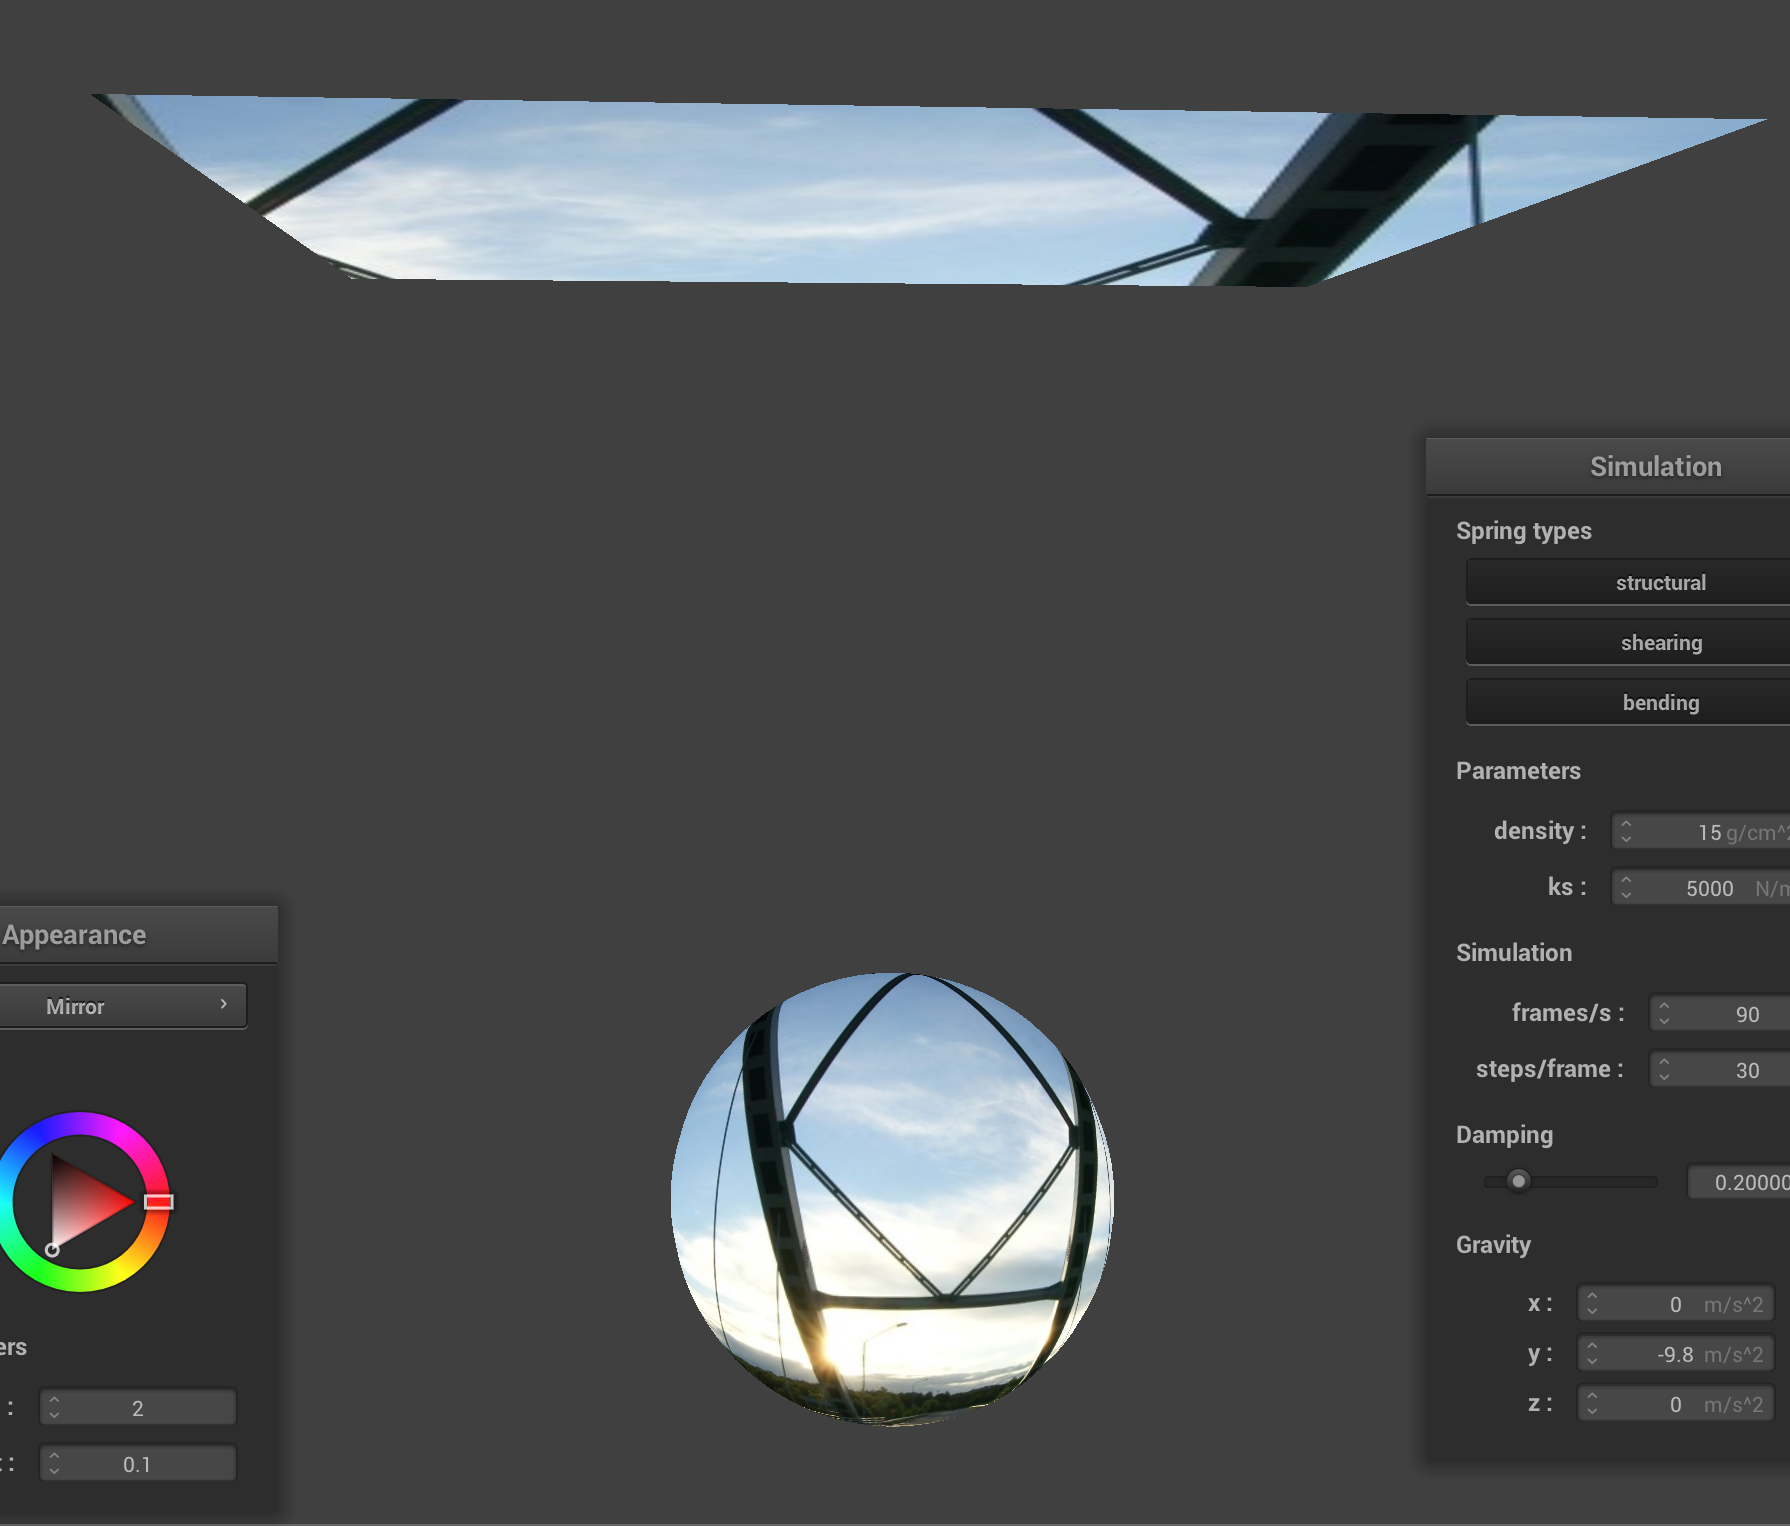 Simulation
Spring types
structural
shearing
bending
Parameters
density : 15 g/cm^2
ks : 5000 N/m
Simulation
frames/s : 90
steps/frame : 30
Damping
0.20000
Gravity
x : 0 m/s^2
y : -9.8 m/s^2
z : 0 m/s^2
Appearance
Mirror
ers
: 2
: 0.1